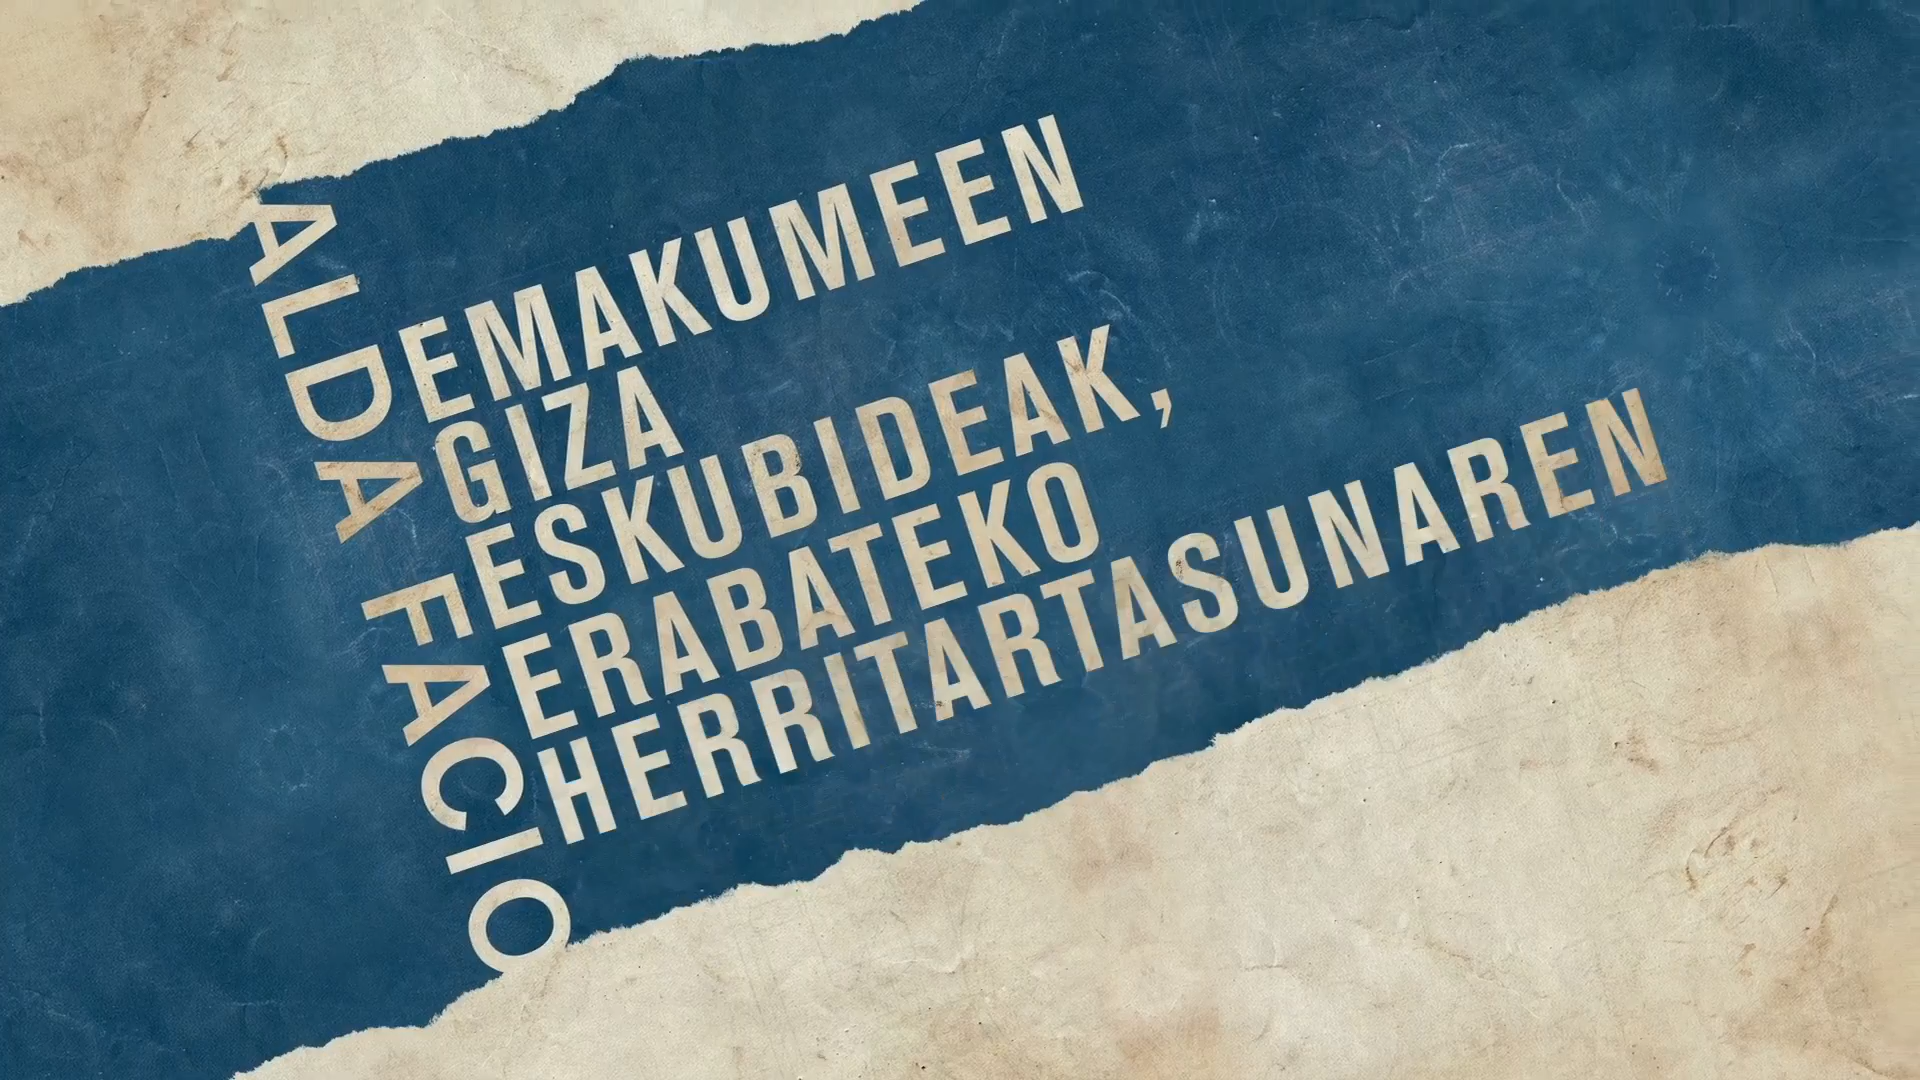 ALDA FACIO
EMAKUMEEN
GIZA
ESKUBIDEAK,
ERABATEKO
HERRITARTASUNAREN